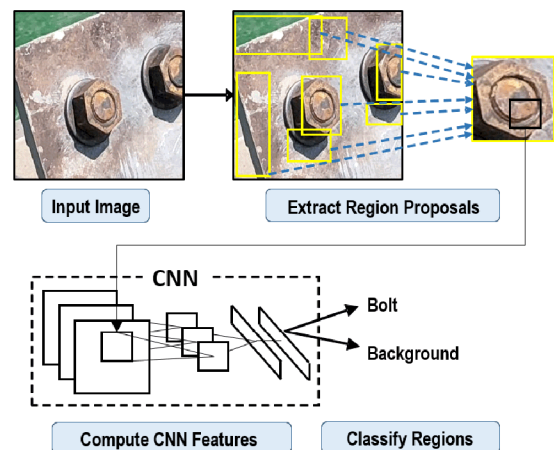 Input Image
Extract Region Proposals
CNN
Bolt
Background
Compute CNN Features
Classify Regions